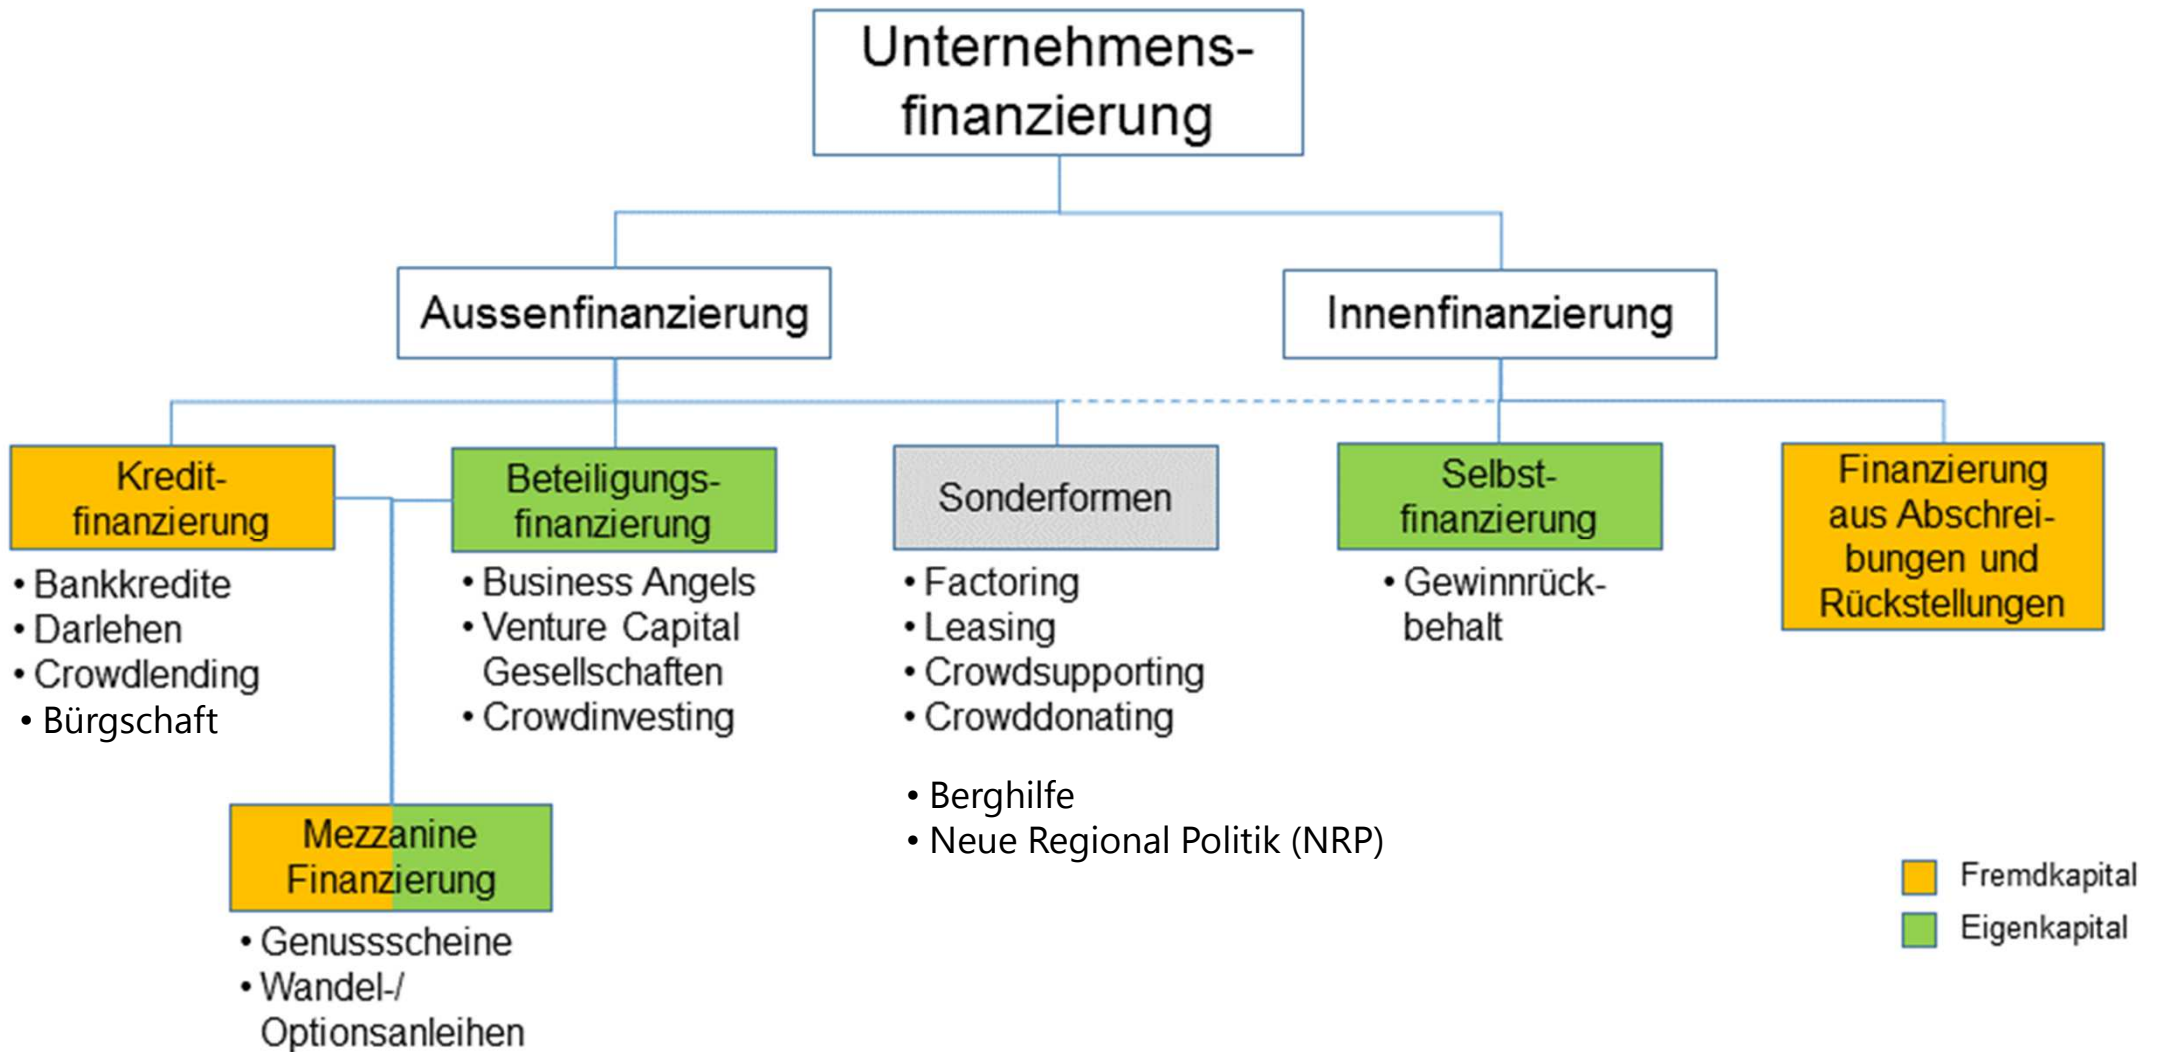 Unternehmens-
finanzierung
Aussenfinanzierung
Innenfinanzierung
Kredit-
finanzierung
• Bankkredite
• Darlehen
• Crowdlending
• Bürgschaft
Beteiligungs-
finanzierung
• Business Angels
• Venture Capital
Gesellschaften
• Crowdinvesting
Sonderformen
• Factoring
• Leasing
• Crowdsupporting
• Crowddonating
• Berghilfe
• Neue Regional Politik (NRP)
Selbst-
finanzierung
• Gewinnrück-
behalt
Finanzierung
aus Abschrei-
bungen und
Rückstellungen
Mezzanine
Finanzierung
• Genussscheine
• Wandel-/
Optionsanleihen
Fremdkapital
Eigenkapital